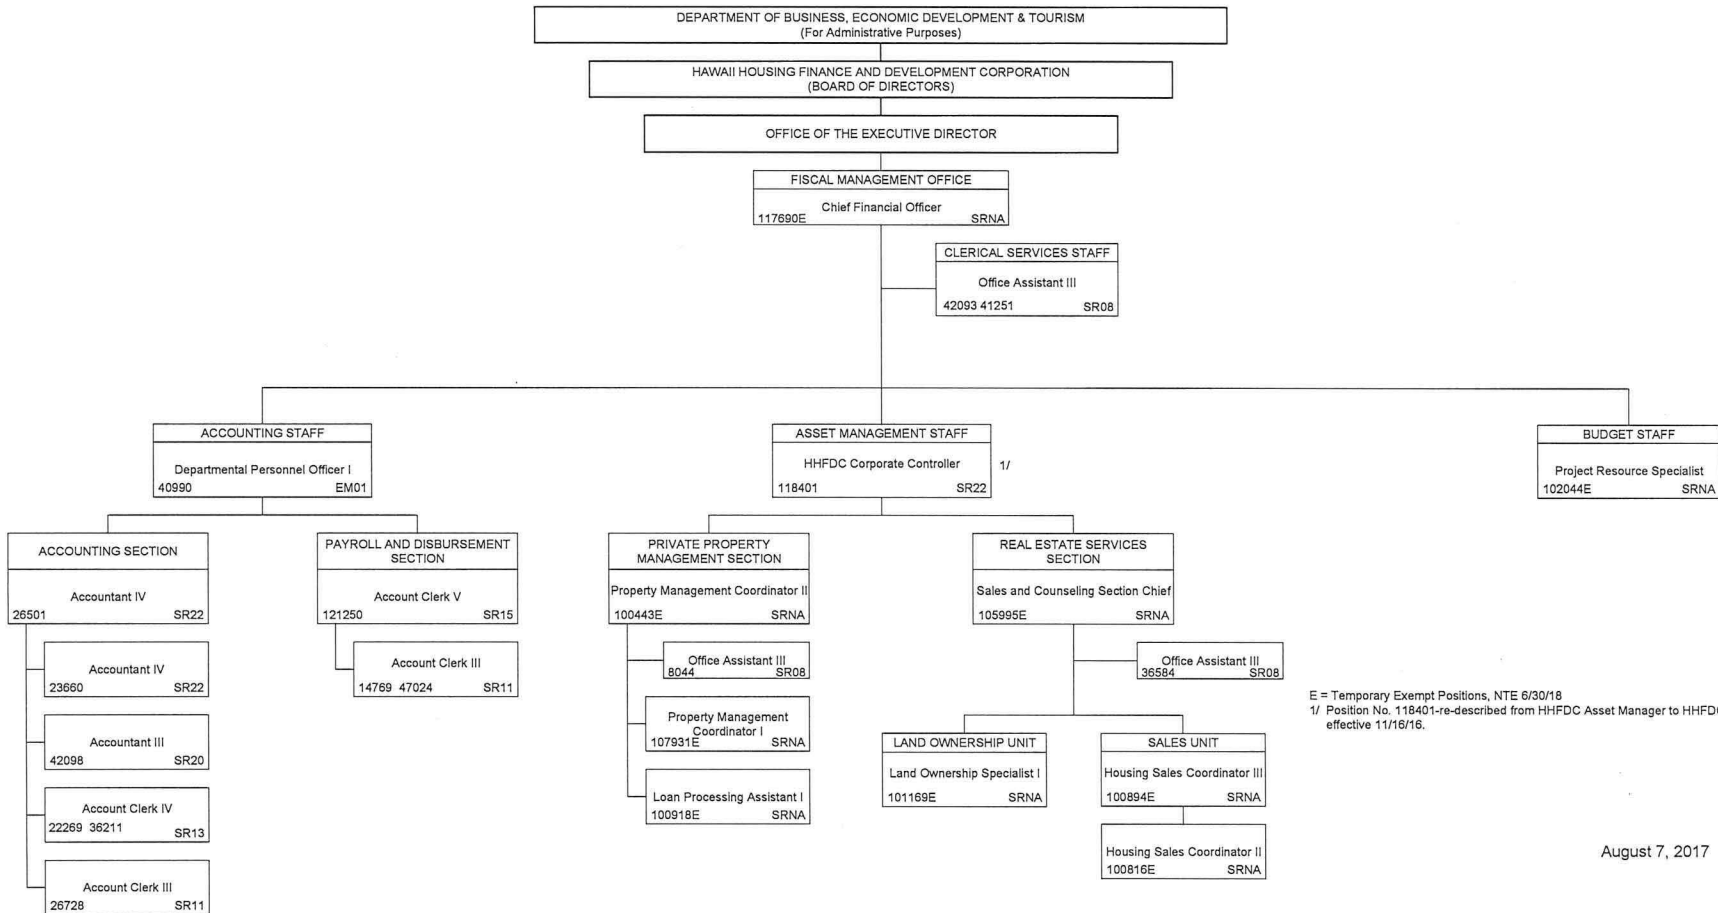 DEPARTMENT OF BUSINESS, ECONOMIC DEVELOPMENT & TOURISM
(For Administrative Purposes)
HAWAII HOUSING FINANCE AND DEVELOPMENT CORPORATION
(BOARD OF DIRECTORS)
OFFICE OF THE EXECUTIVE DIRECTOR
FISCAL MANAGEMENT OFFICE
Chief Financial Officer
117690E SRNA
CLERICAL SERVICES STAFF
Office Assistant III
42093 41251 SR08
ACCOUNTING STAFF
Departmental Personnel Officer I
40990 EM01
ASSET MANAGEMENT STAFF
HHFDC Corporate Controller 1/
118401 SR22
BUDGET STAFF
Project Resource Specialist
102044E SRNA
ACCOUNTING SECTION
Accountant IV
26501 SR22
Accountant IV
23660 SR22
Accountant III
42098 SR20
Account Clerk IV
22269 36211 SR13
Account Clerk III
26728 SR11
PAYROLL AND DISBURSEMENT
SECTION
Account Clerk V
121250 SR15
Account Clerk III
14769 47024 SR11
PRIVATE PROPERTY
MANAGEMENT SECTION
Property Management Coordinator II
100443E SRNA
Office Assistant III
8044 SR08
Property Management
Coordinator I
107931E SRNA
Loan Processing Assistant I
100918E SRNA
REAL ESTATE SERVICES
SECTION
Sales and Counseling Section Chief
105995E SRNA
Office Assistant III
36584 SR08
LAND OWNERSHIP UNIT
Land Ownership Specialist I
101169E SRNA
SALES UNIT
Housing Sales Coordinator III
100894E SRNA
Housing Sales Coordinator II
100816E SRNA
E = Temporary Exempt Positions, NTE 6/30/18
1/ Position No. 118401-re-described from HHFDC Asset Manager to
effective 11/16/16.
August 7, 2017